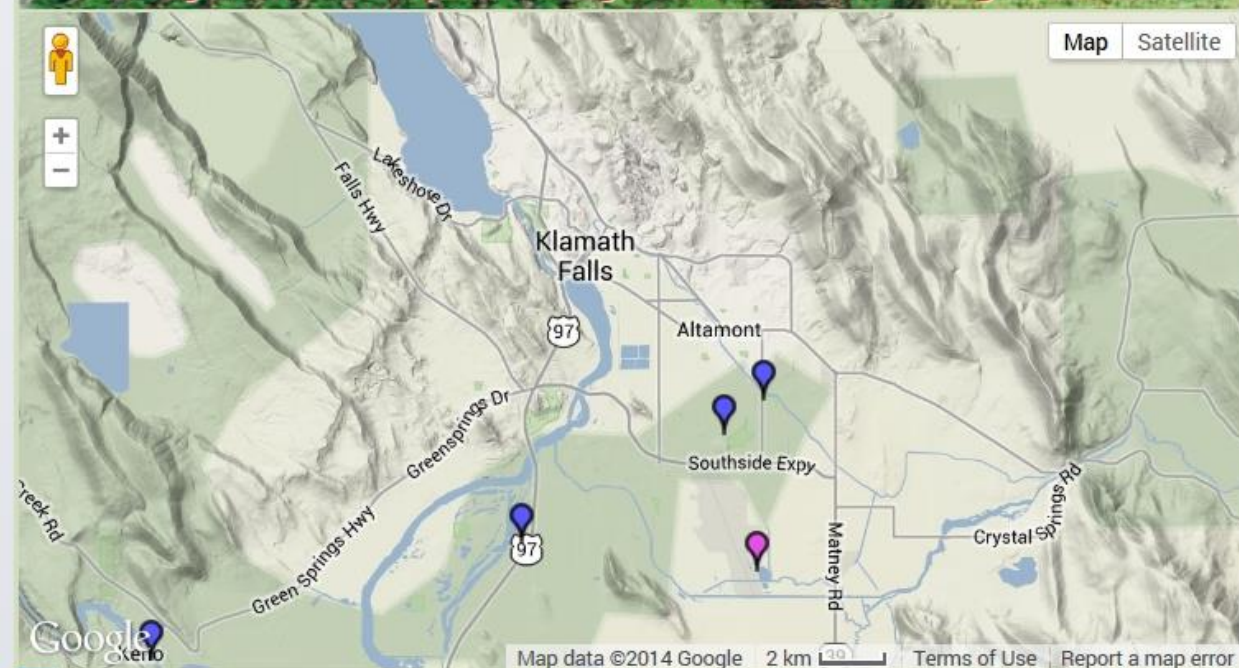 Map Satellite
+
−
Lakeshore Dr
Falls Hwy
Klamath
Falls
97
Altamont
Greensprings Dr
Southside Expy
Creek Rd
97
Crystal Springs Rd
Matney Rd
Green Springs Hwy
Google
Keno
Map data ©2014 Google 2 km 39 Terms of Use Report a map error